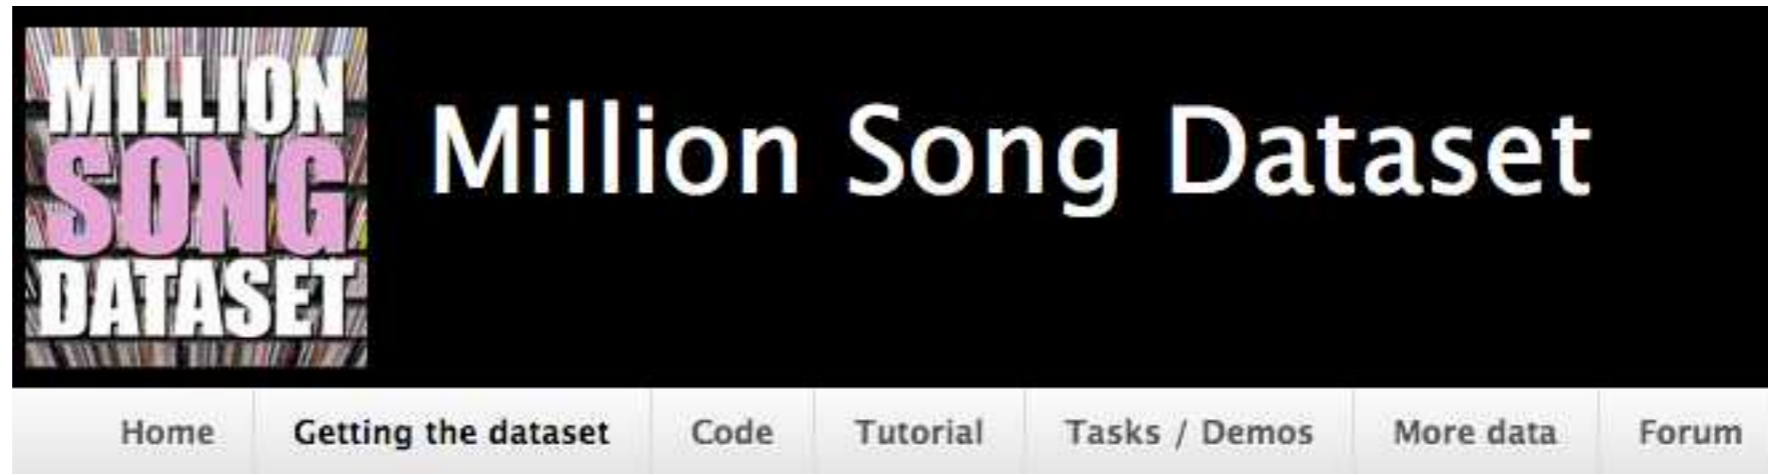 MILLION
SONG
DATASET
Million Song Dataset
Home Getting the dataset Code Tutorial Tasks / Demos More data Forum